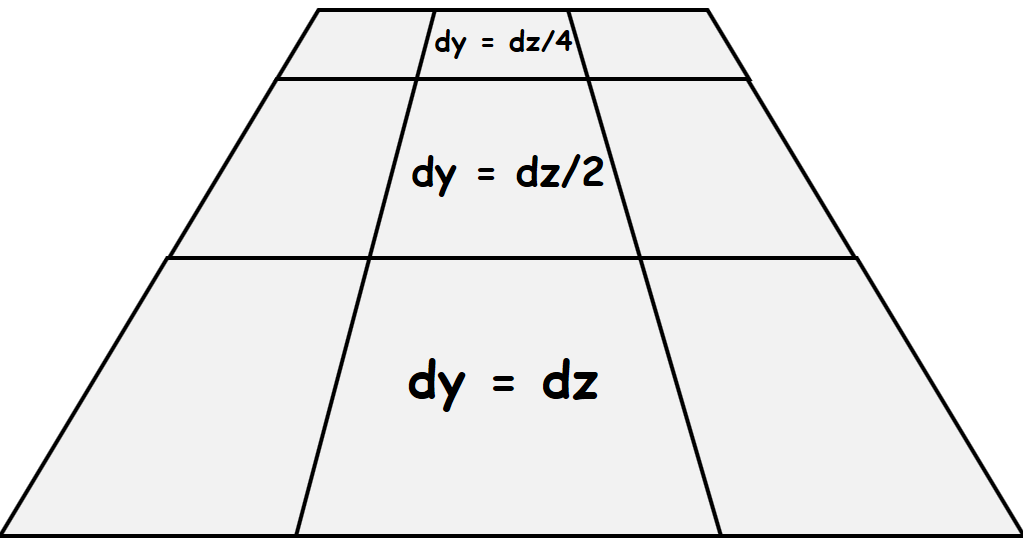 dy = dz/4
dy = dz/2
dy = dz